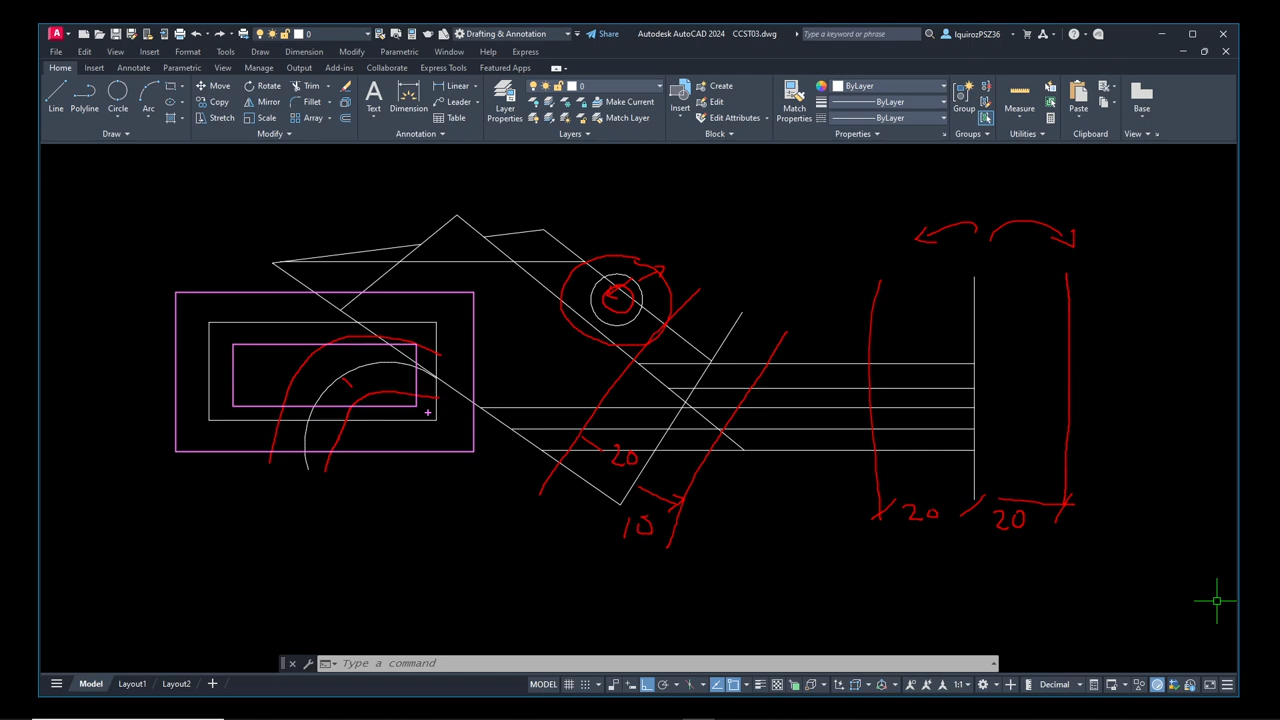 0 Drafting & Annotation Share Autodesk AutoCAD 2024 CCST03.dwg Type a keyword or phrase lquirozPSZ36
File Edit View Insert Format Tools Draw Dimension Modify Parametric Window Help Express
Home Insert Annotate Parametric View Manage Output Add-ins Collaborate Express Tools Featured Apps
Move Rotate Trim Linear 0 Create ByLayer
Copy Mirror Fillet Leader Make Current Edit ByLayer
Line Polyline Circle Arc Text Dimension Layer Insert Match Group Measure Paste Base
Stretch Scale Array Table Properties Match Layer Edit Attributes Properties ByLayer
Draw Modify Annotation Layers Block Properties Groups Utilities Clipboard View
20
10
20 20
Type a command
Model Layout1 Layout2 MODEL 1:1 Decimal